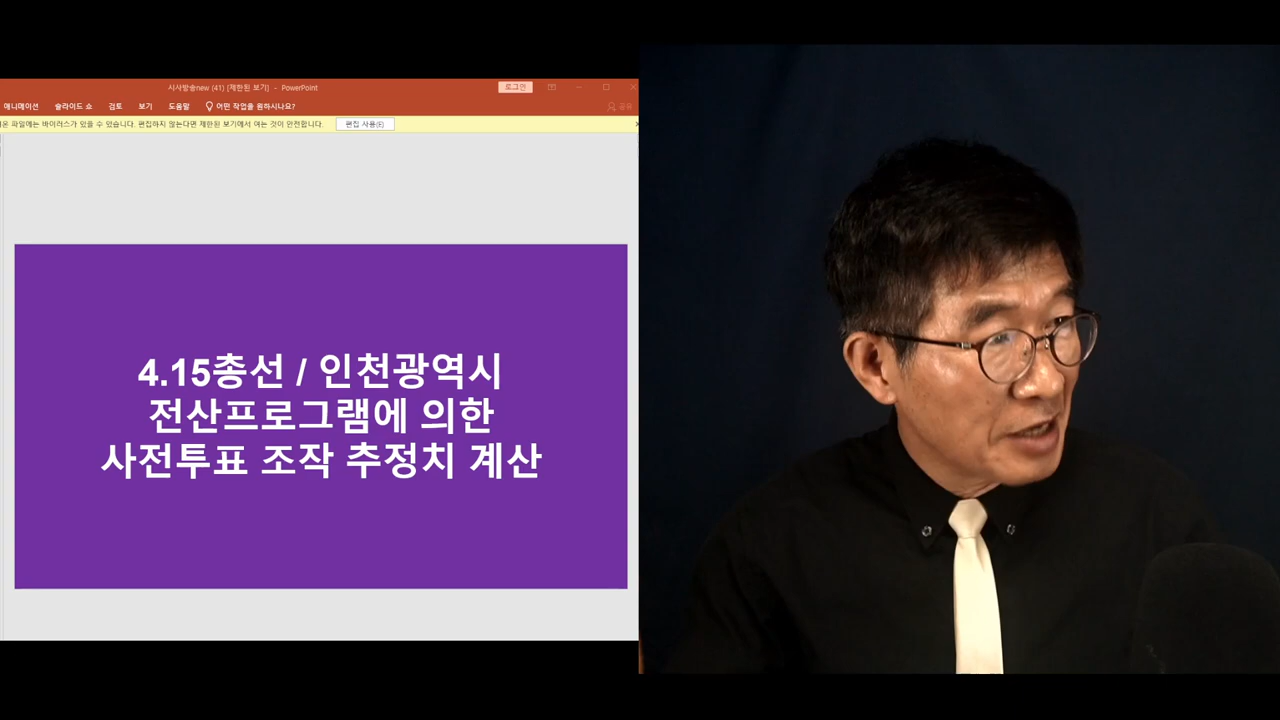 시사방송new (41) [제한된 보기] - PowerPoint
로그인
애니메이션 슬라이드 쇼 검토 보기 도움말 어떤 작업을 원하시나요? 공유
파일에는 바이러스가 있을 수 있습니다. 편집하지 않는다면 제한된 보기에서 여는 것이 안전합니다. 편집 사용(E)
4.15총선 / 인천광역시
전산프로그램에 의한
사전투표 조작 추정치 계산